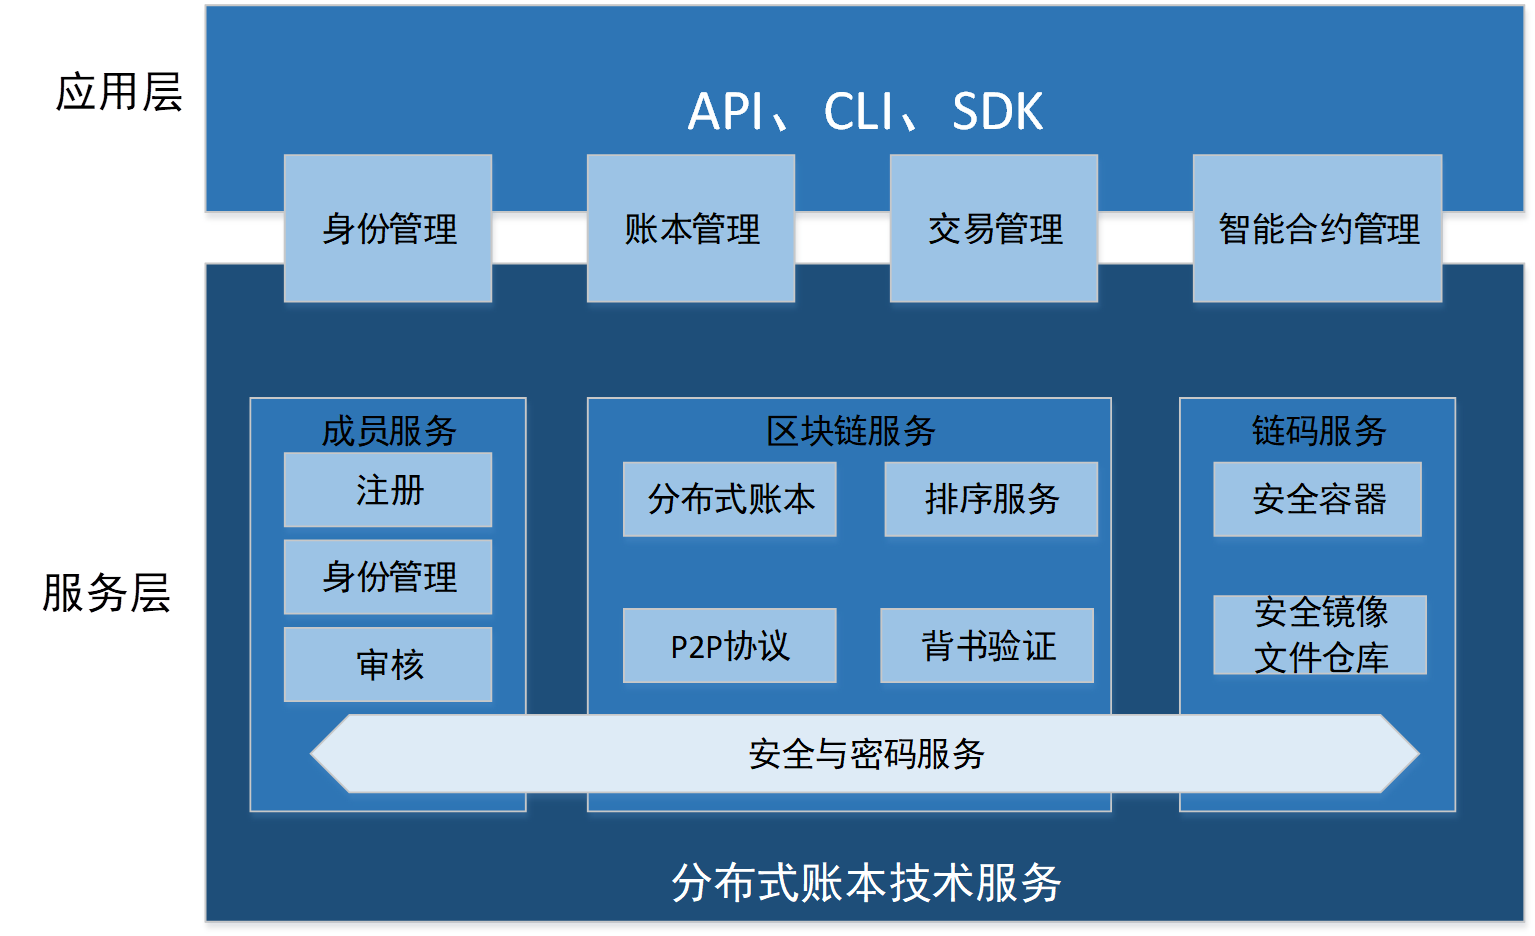 应用层
API、CLI、SDK
身份管理
账本管理
交易管理
智能合约管理
服务层
成员服务
注册
身份管理
审核
区块链服务
分布式账本
排序服务
P2P协议
背书验证
链码服务
安全容器
安全镜像
文件仓库
安全与密码服务
分布式账本技术服务